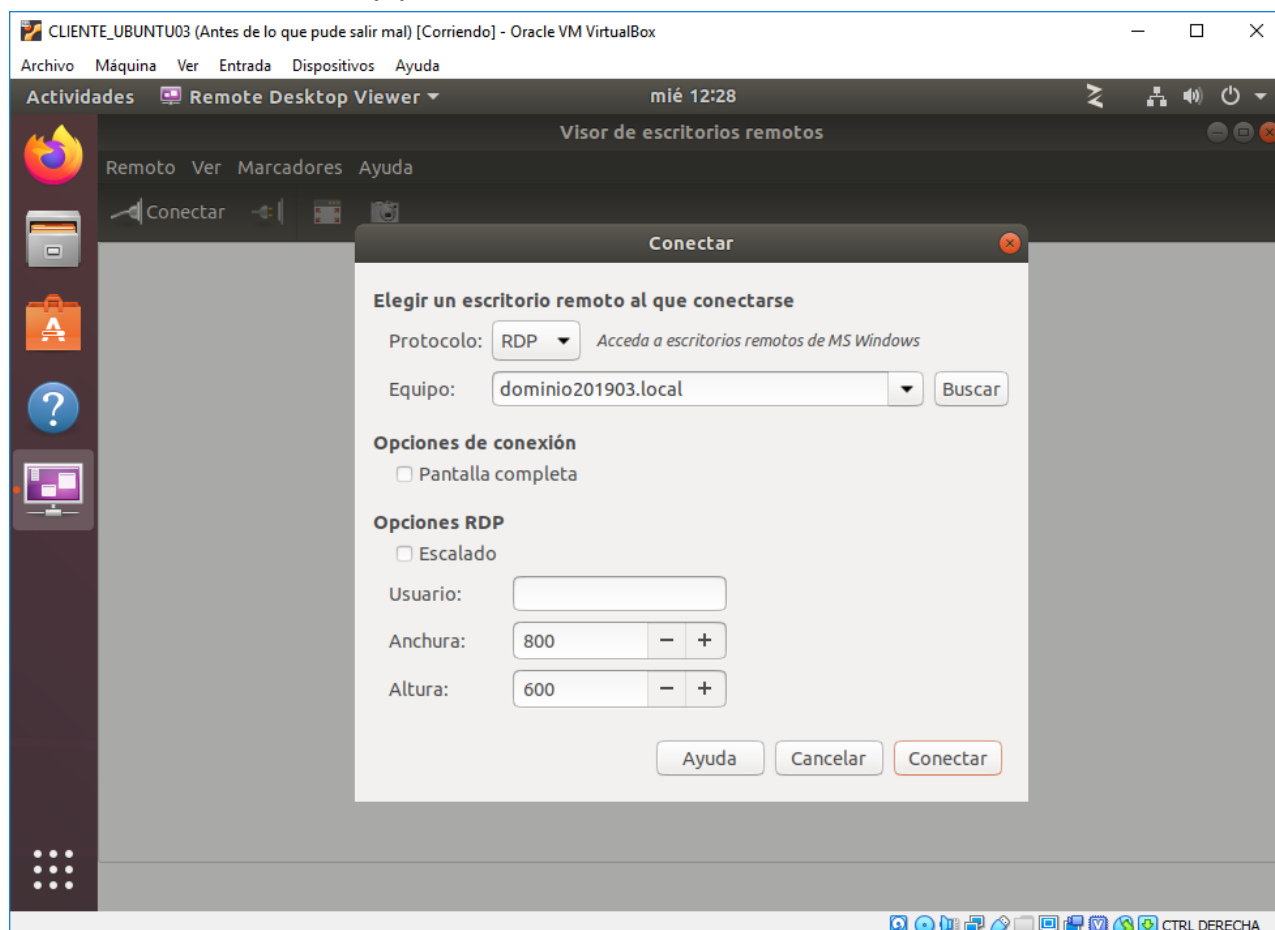 CLIENTE_UBUNTU03 (Antes de lo que pude salir mal) [Corriendo] - Oracle VM VirtualBox
Archivo Máquina Ver Entrada Dispositivos Ayuda
Actividades Remote Desktop Viewer mié 12:28
Visor de escritorios remotos
Remoto Ver Marcadores Ayuda
Conectar
Conectar
Elegir un escritorio remoto al que conectarse
Protocolo: RDP Acceda a escritorios remotos de MS Windows
Equipo: dominio201903.local Buscar
Opciones de conexión
Pantalla completa
Opciones RDP
Escalado
Usuario:
Anchura: 800 − +
Altura: 600 − +
Ayuda Cancelar Conectar
CTRL DERECHA